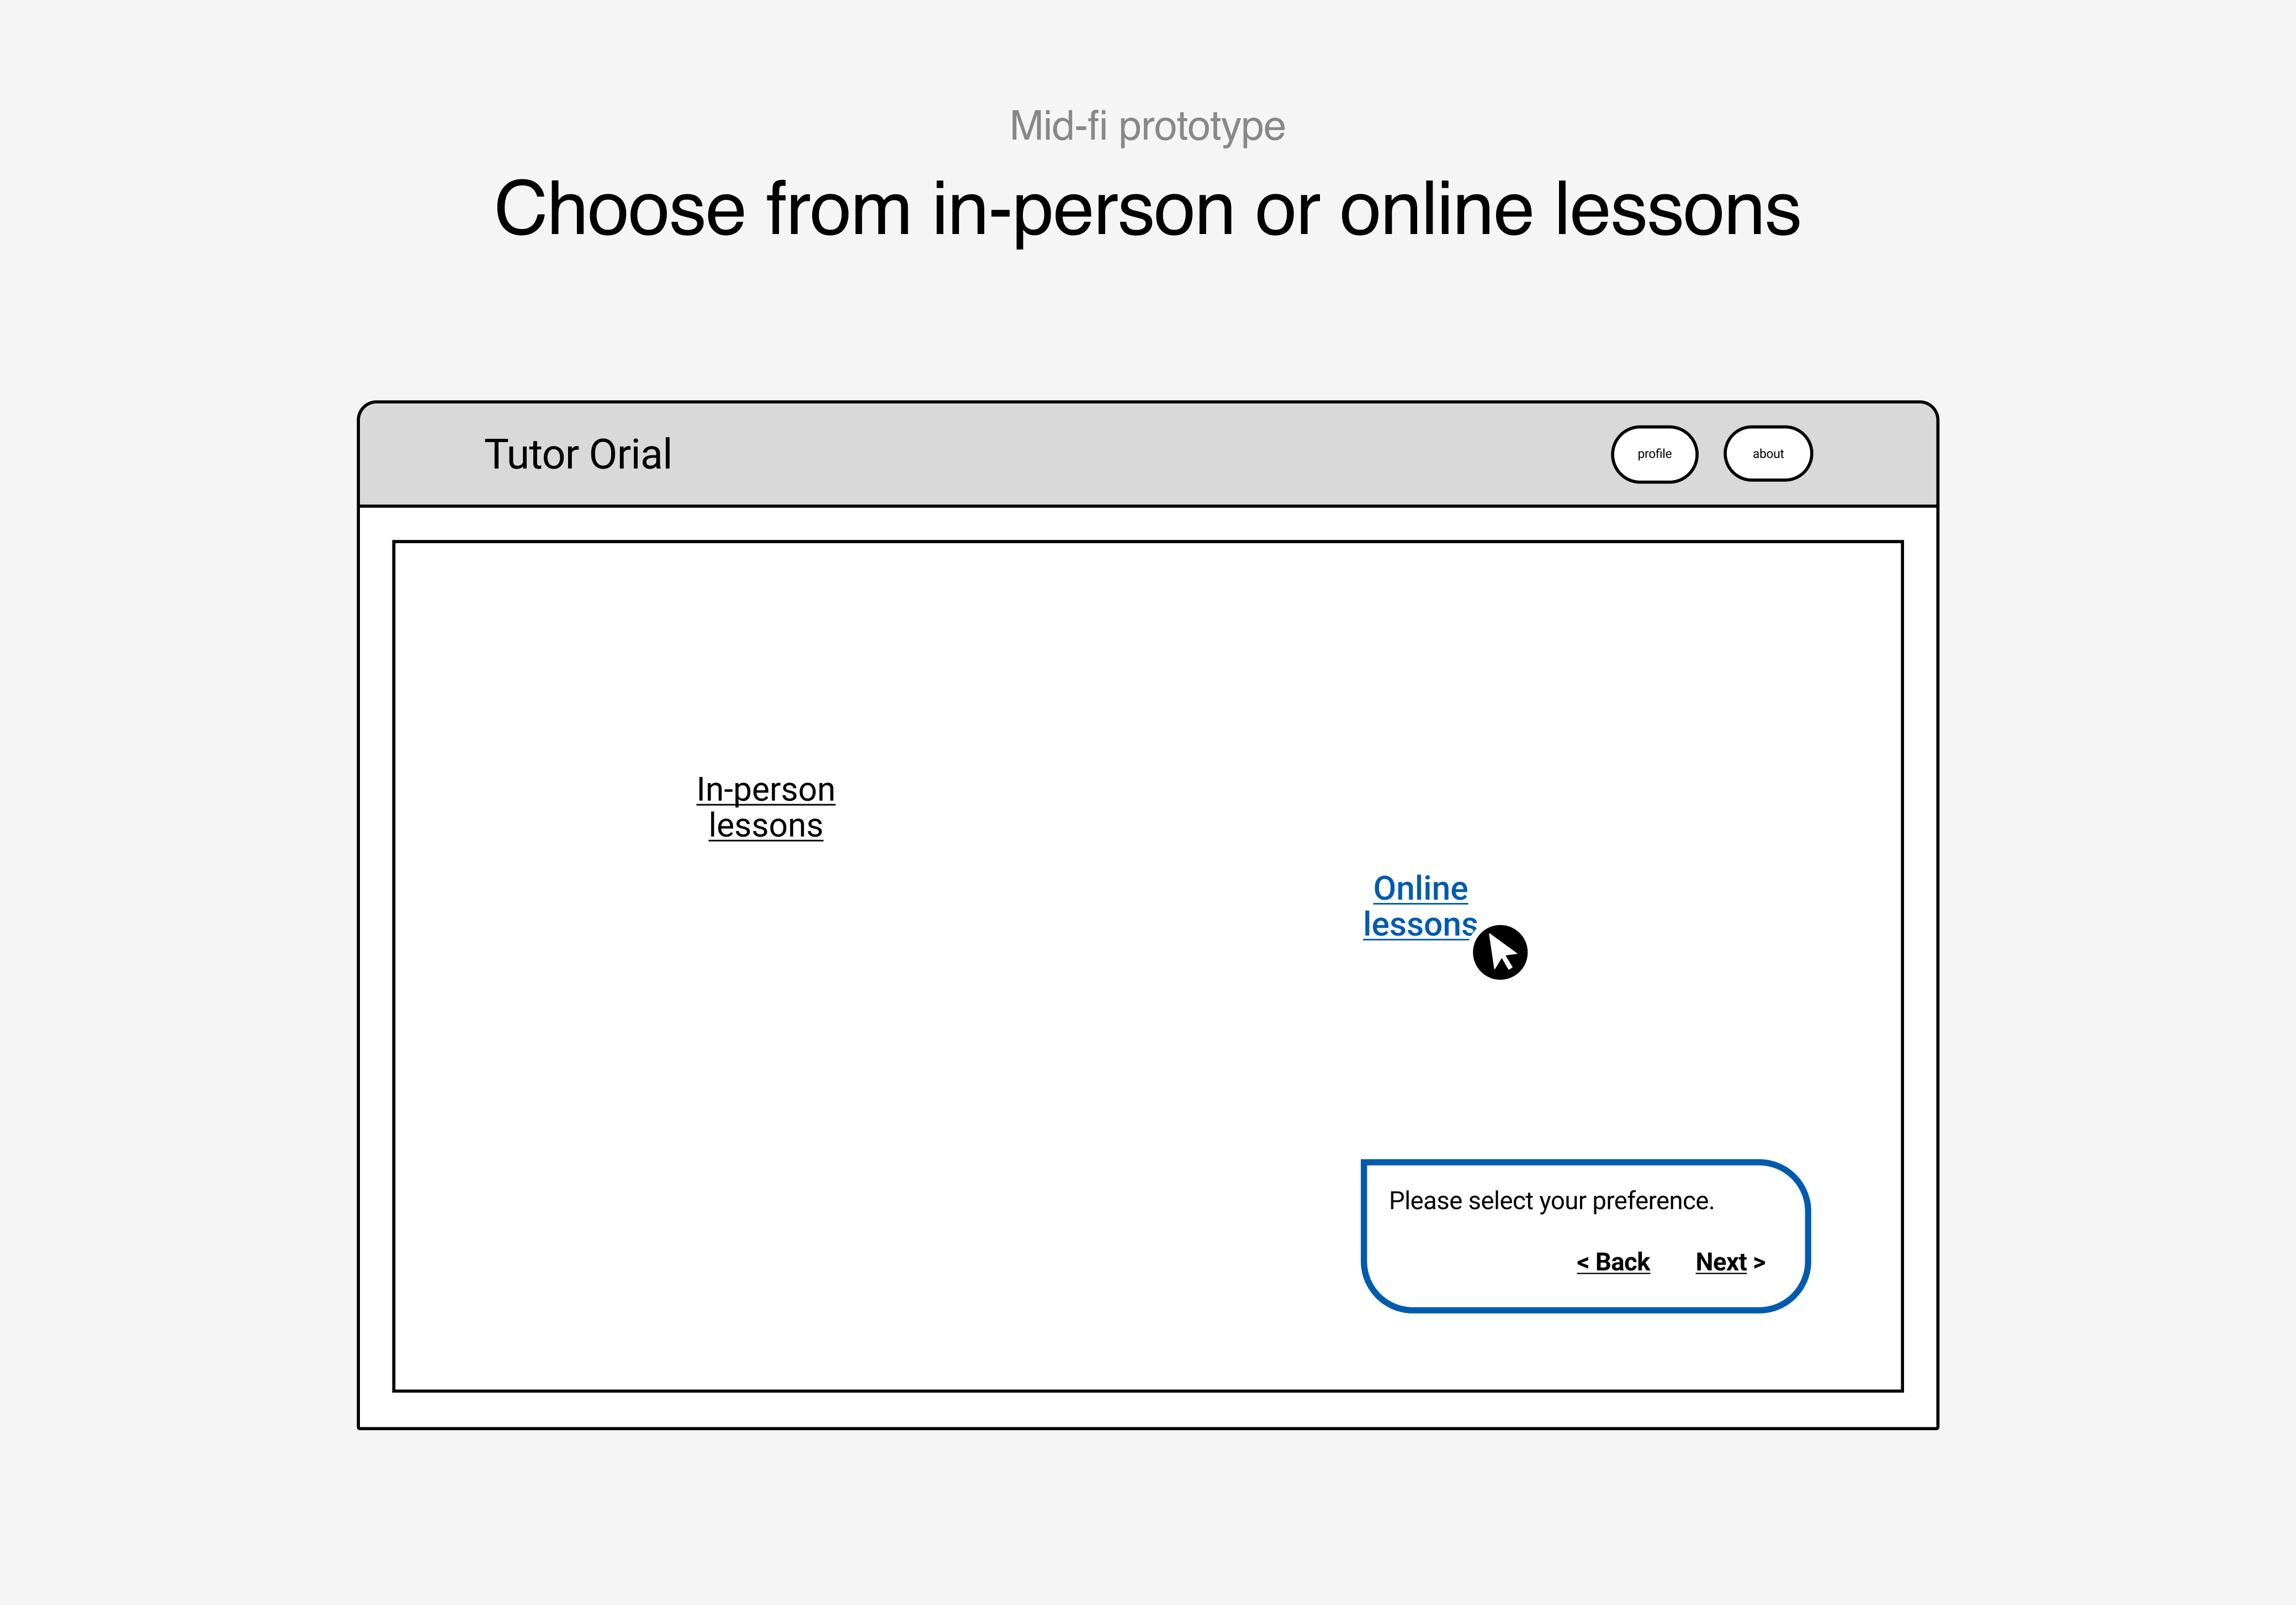 Mid-fi prototype
Choose from in-person or online lessons
Tutor Orial
profile
about
In-person
lessons
Online
lessons
Please select your preference.
< Back
Next >